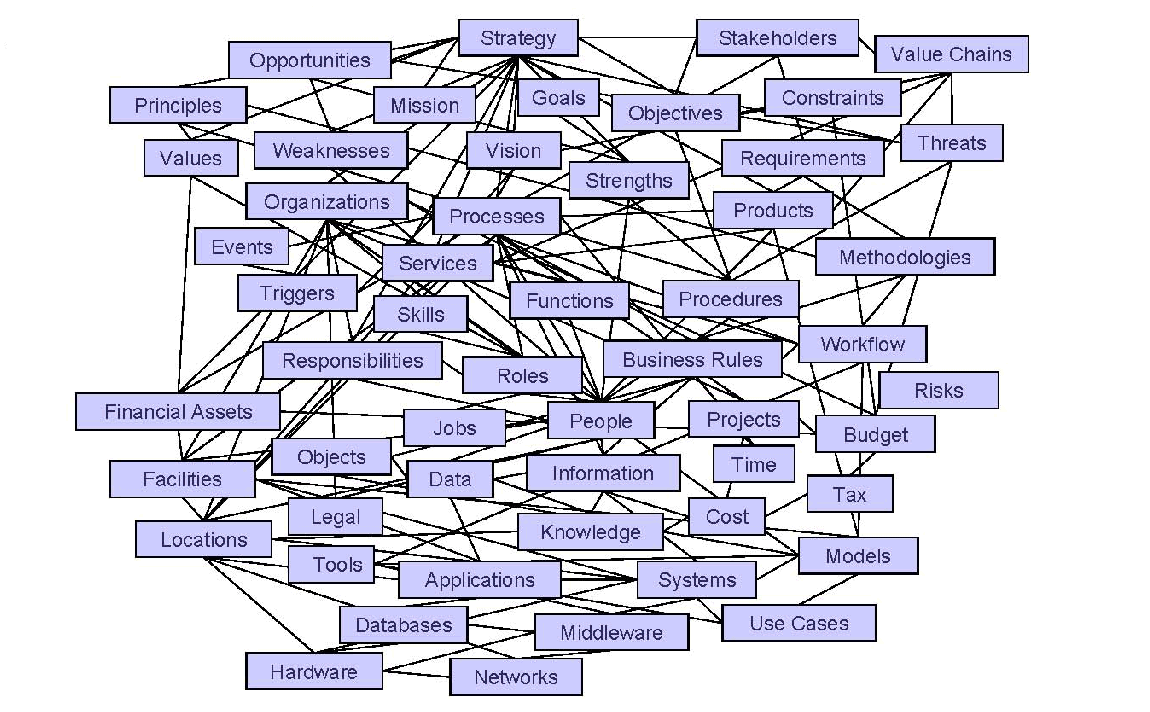 Strategy
Stakeholders
Value Chains
Opportunities
Principles
Mission
Goals
Objectives
Constraints
Threats
Values
Weaknesses
Vision
Strengths
Requirements
Organizations
Processes
Products
Events
Services
Methodologies
Triggers
Skills
Functions
Procedures
Responsibilities
Roles
Business Rules
Workflow
Risks
Financial Assets
Jobs
People
Projects
Budget
Objects
Data
Information
Time
Facilities
Tax
Legal
Knowledge
Cost
Locations
Tools
Applications
Systems
Models
Databases
Middleware
Use Cases
Hardware
Networks